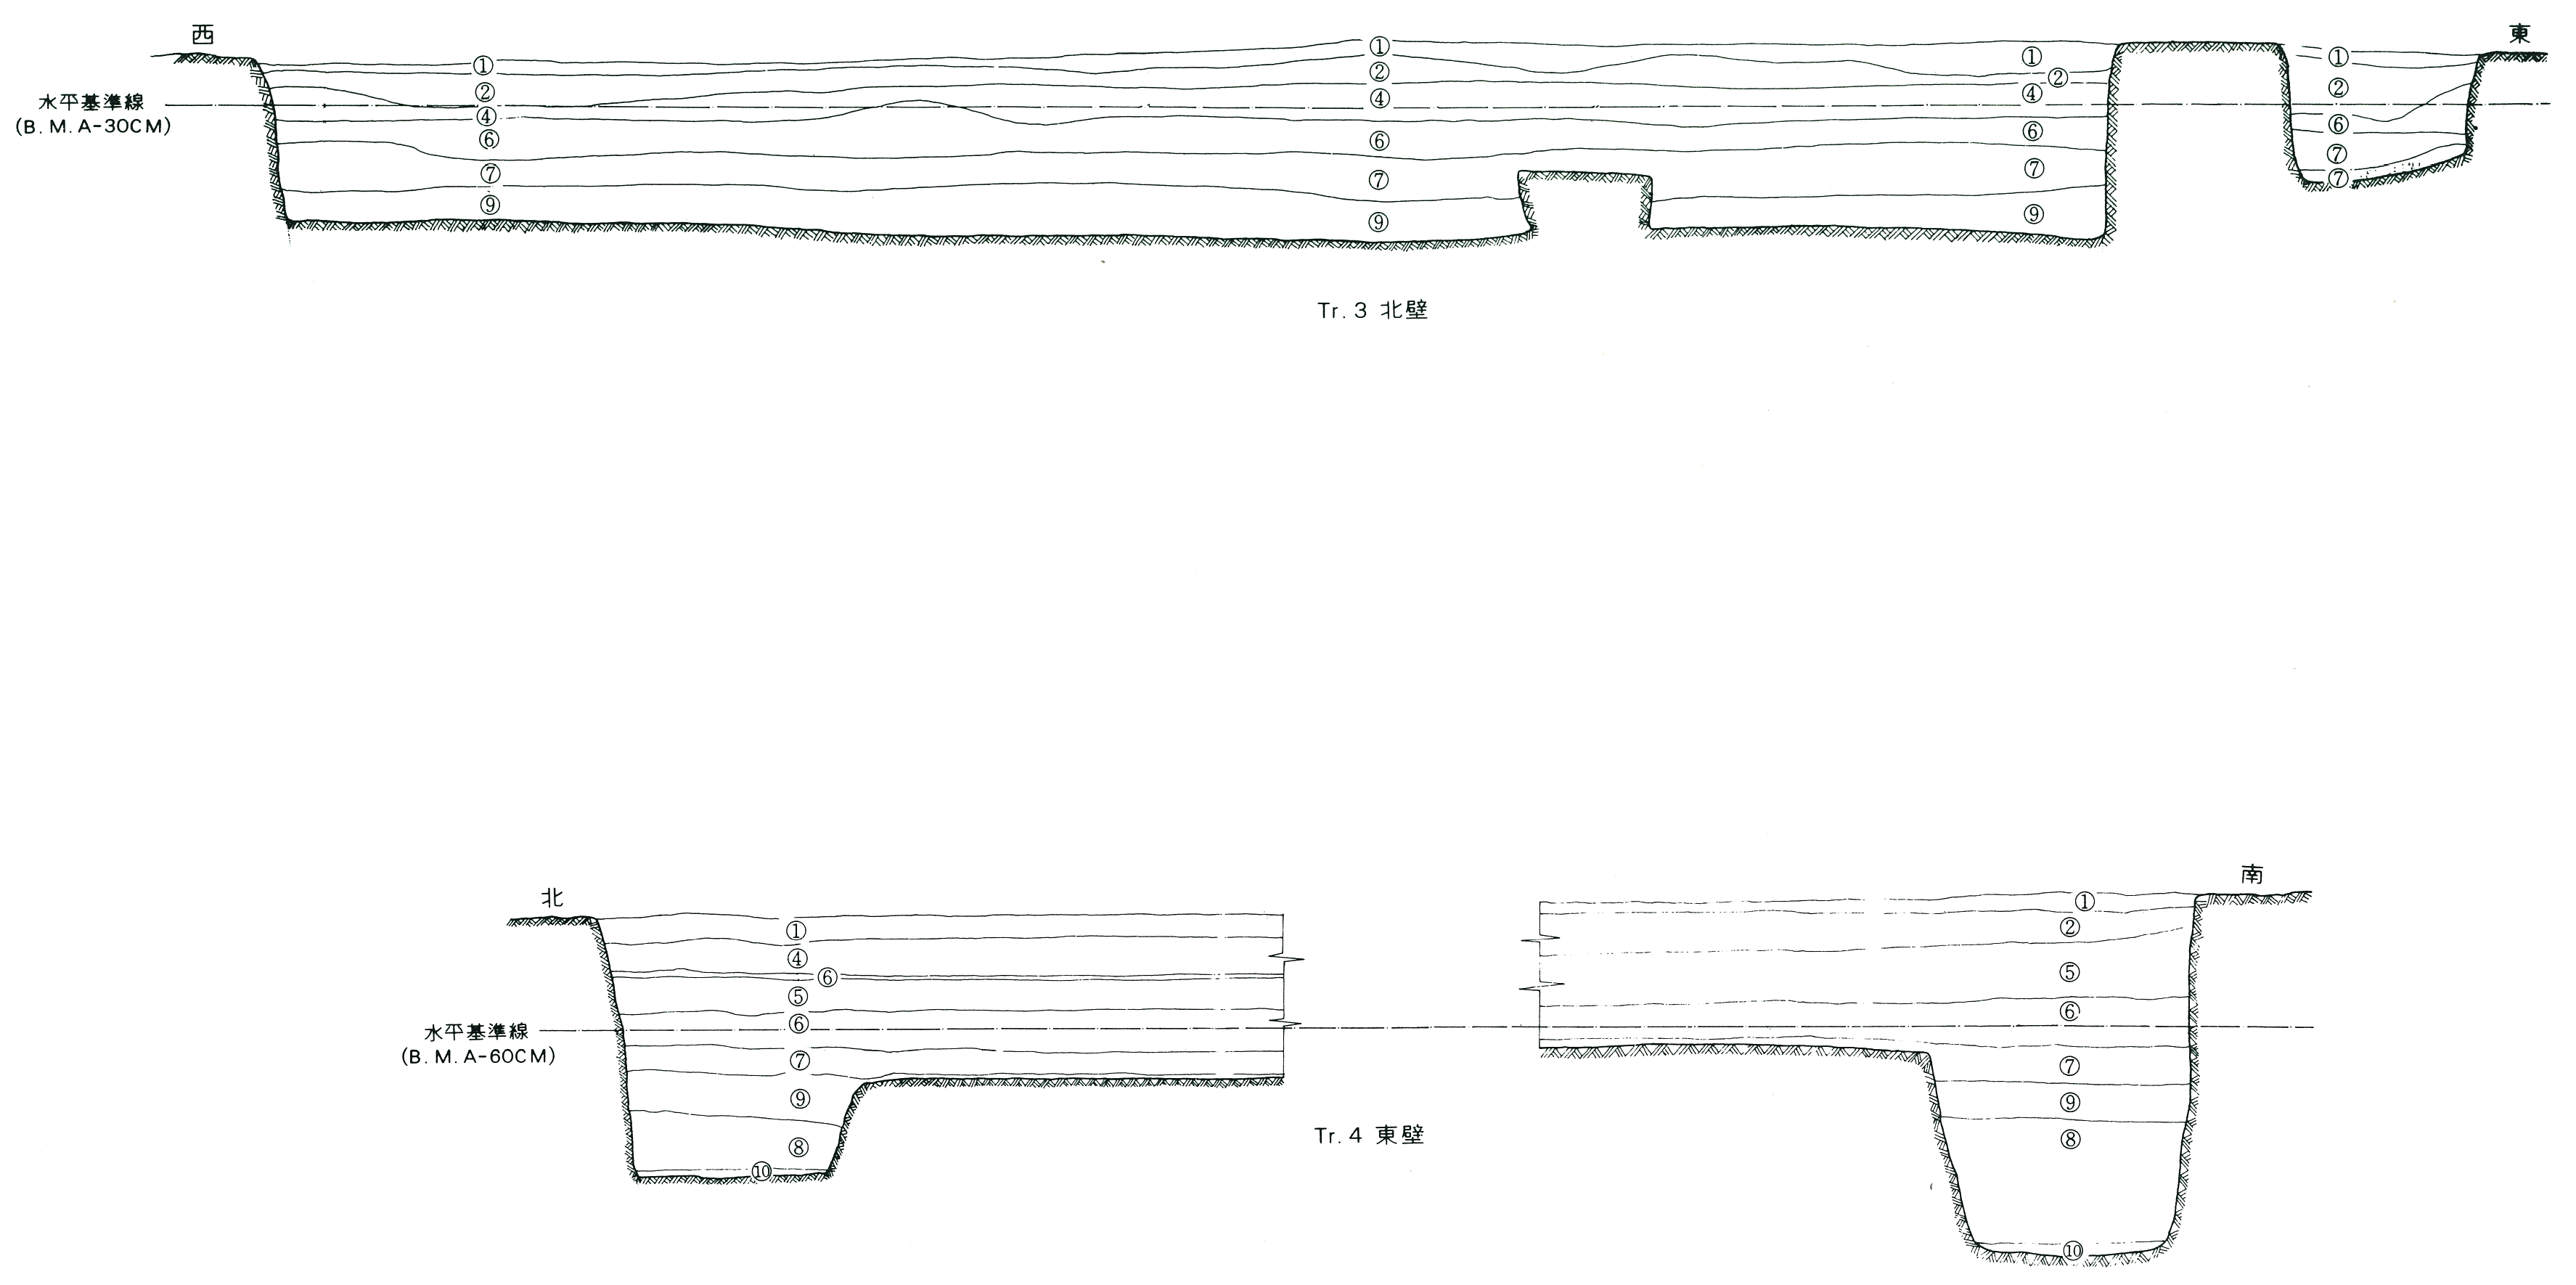 西
東
水平基準線
(B.M.A-30CM)
① ① ① ①
② ② ② ②
④ ④ ④
⑥ ⑥ ⑥ ⑥
⑦ ⑦ ⑦ ⑦
⑨ ⑨ ⑨ ⑦
Tr.3 北壁
北
南
水平基準線
(B.M.A-60CM)
①
④
⑥
⑤
⑥
⑦
⑨
⑧
⑩
①
②
⑤
⑥
⑦
⑨
⑧
⑩
Tr.4 東壁